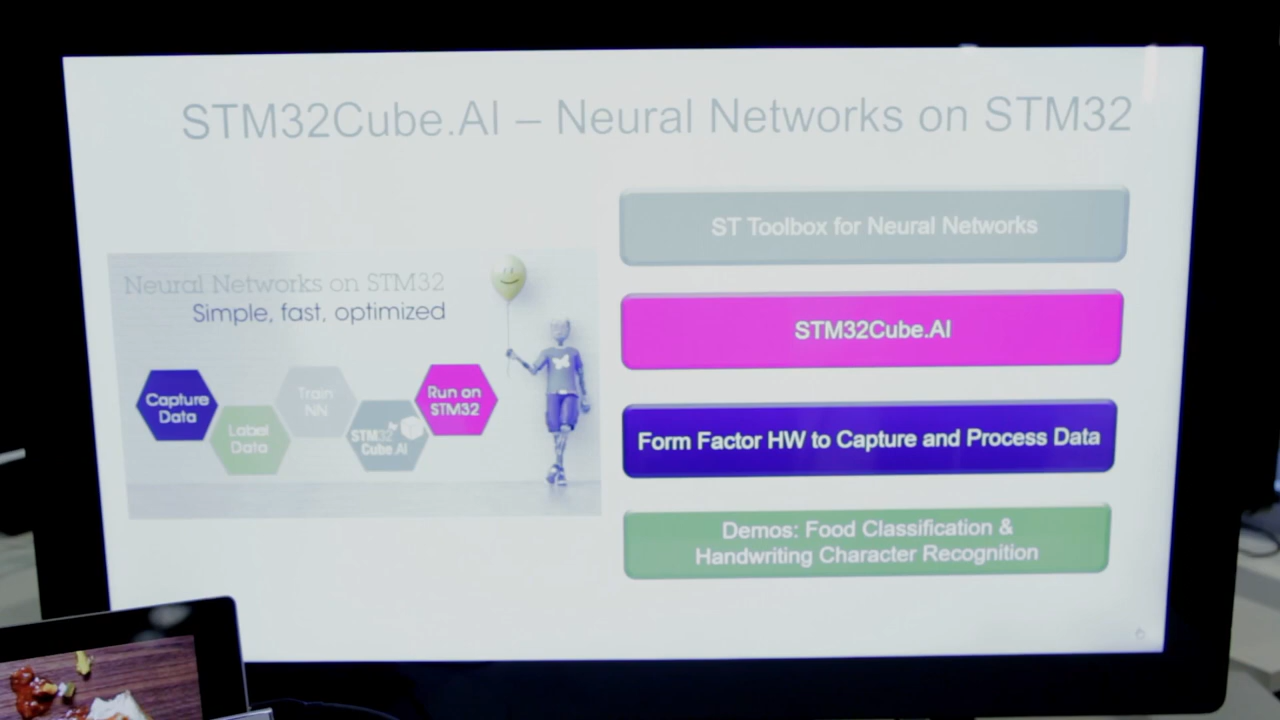 STM32Cube.AI – Neural Networks on STM32
Neural Networks on STM32
Simple, fast, optimized
Capture
Data
Label
Data
Train
NN
STM32
Cube.AI
Run on
STM32
ST Toolbox for Neural Networks
STM32Cube.AI
Form Factor HW to Capture and Process Data
Demos: Food Classification &
Handwriting Character Recognition